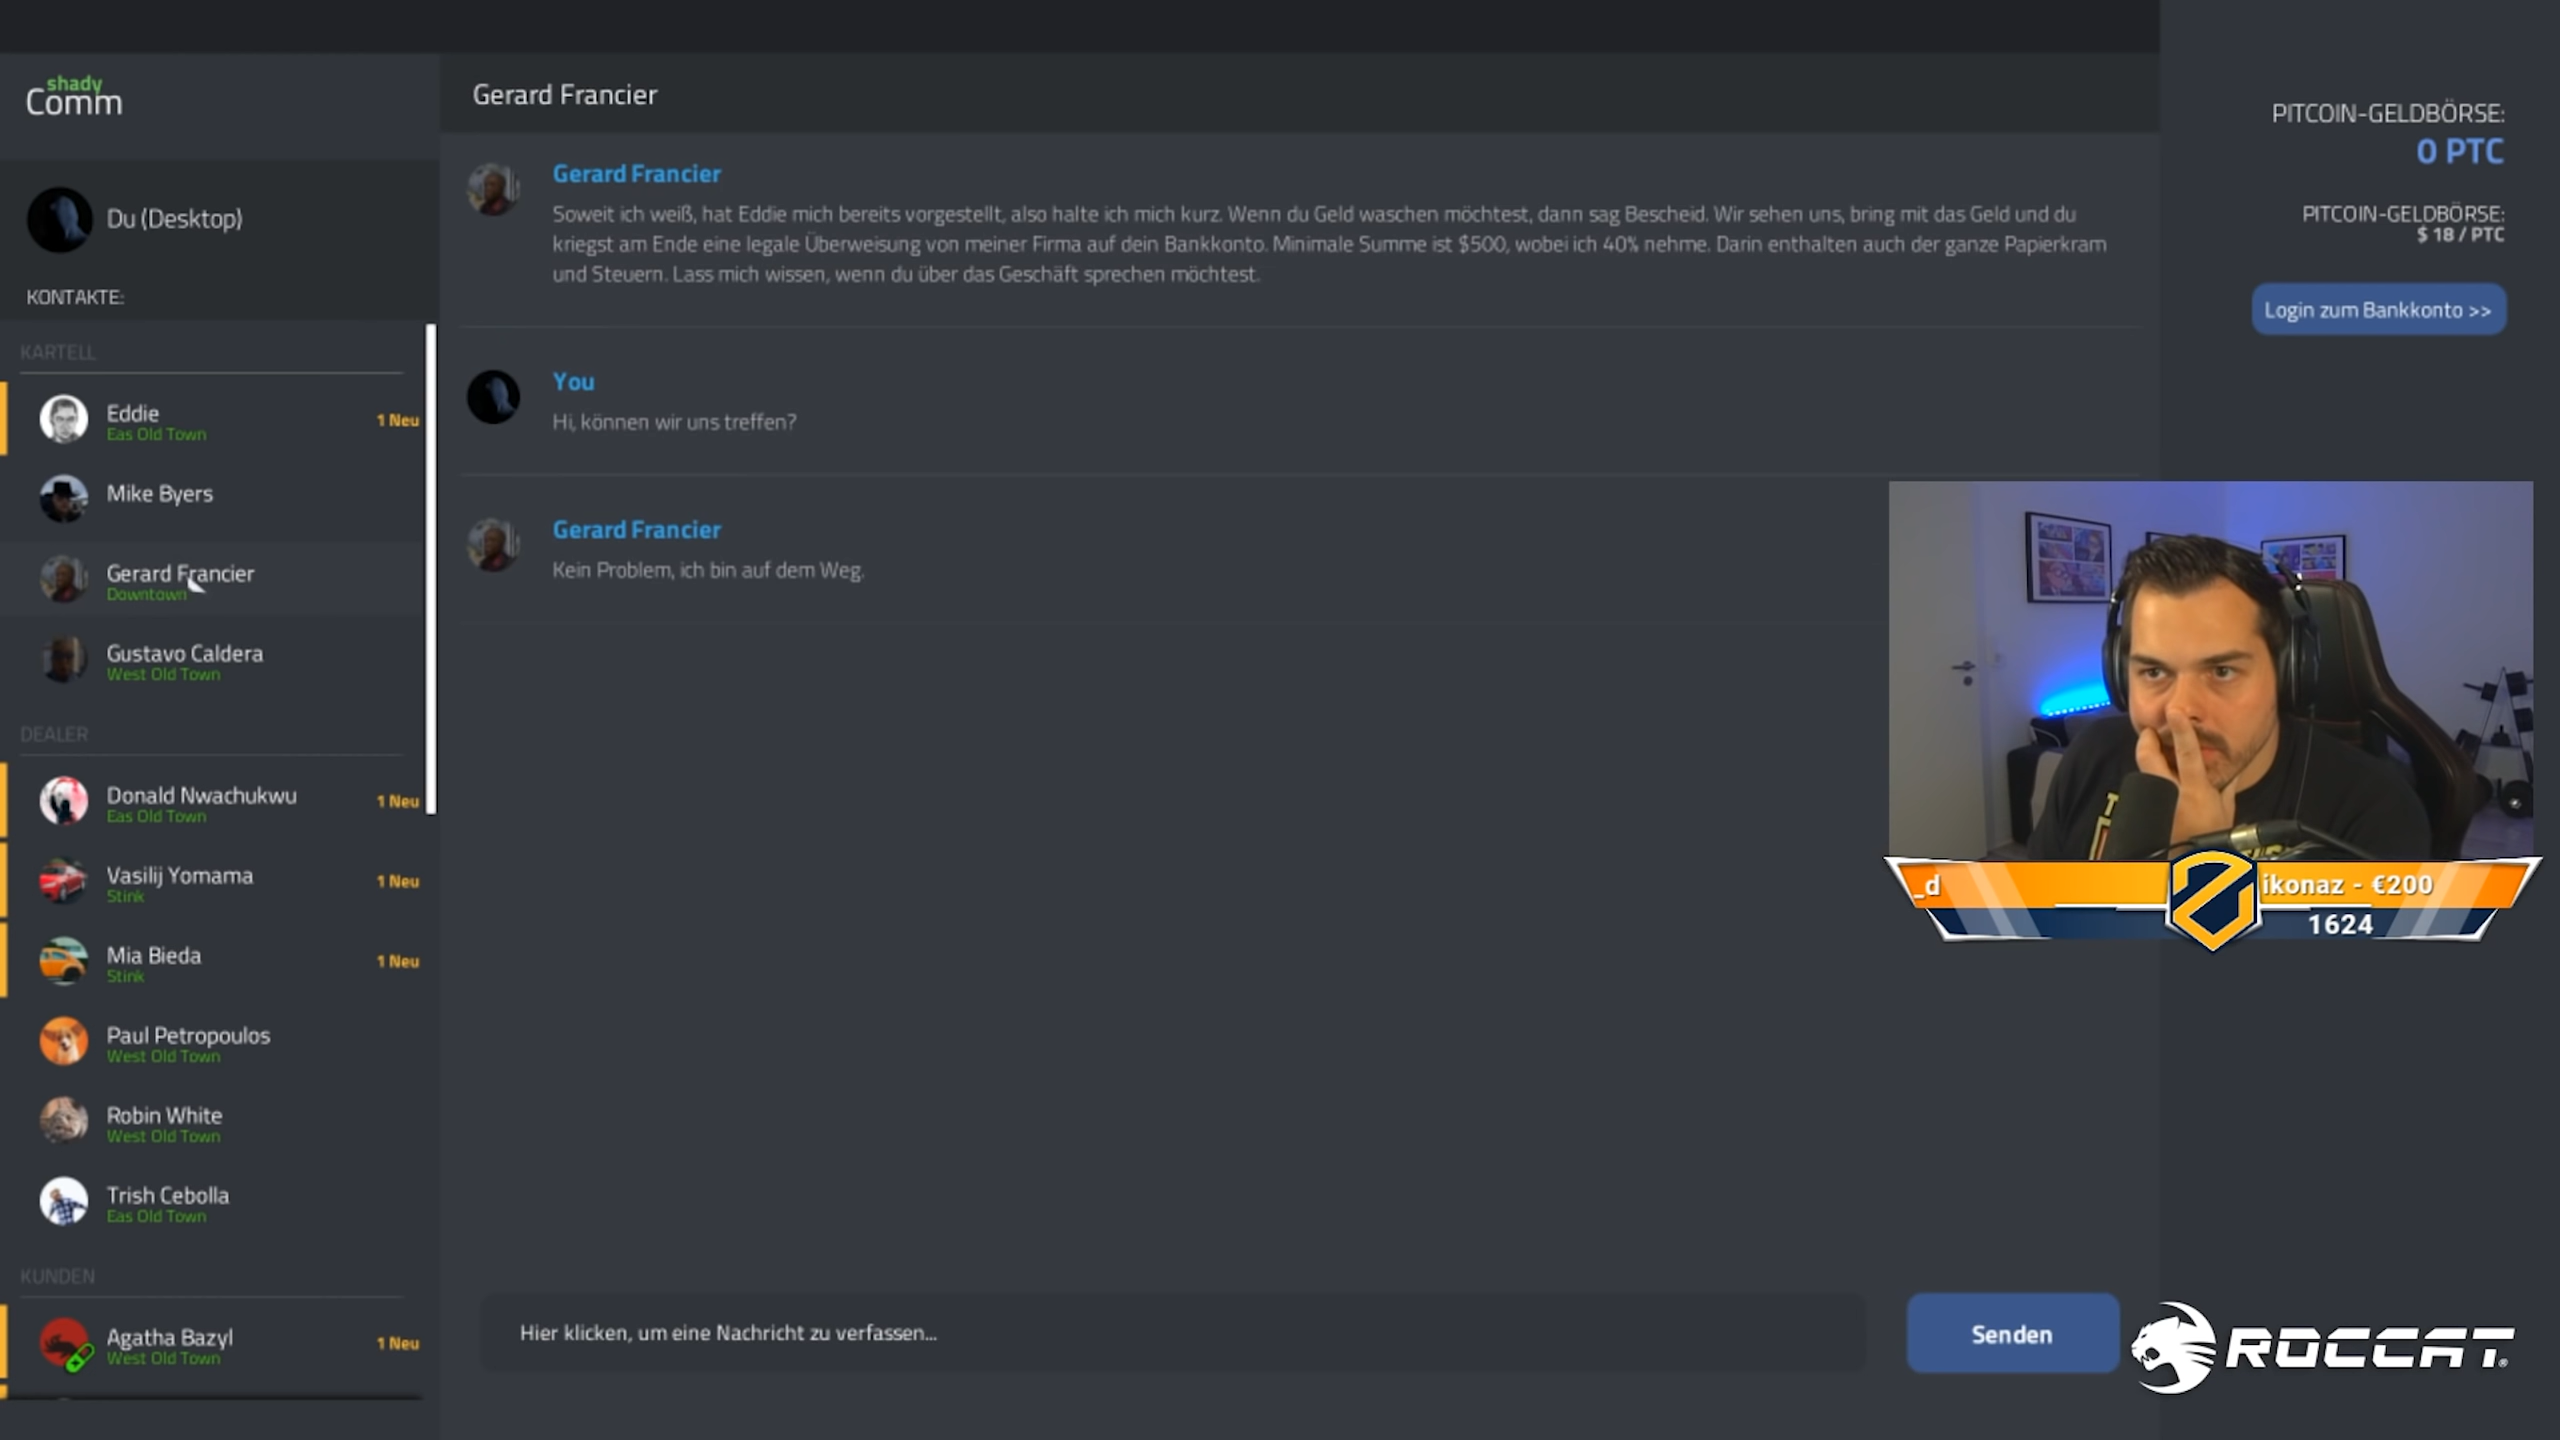 shady
Comm
Du (Desktop)
KONTAKTE:
KARTELL
Eddie
Eas Old Town
1 Neu
Mike Byers
Gerard Francier
Downtown
Gustavo Caldera
West Old Town
DEALER
Donald Nwachukwu
Eas Old Town
1 Neu
Vasilij Yomama
Stink
1 Neu
Mia Bieda
Stink
1 Neu
Paul Petropoulos
West Old Town
Robin White
West Old Town
Trish Cebolla
Eas Old Town
KUNDEN
Agatha Bazyl
West Old Town
1 Neu
Gerard Francier
Gerard Francier
Soweit ich weiß, hat Eddie mich bereits vorgestellt, also halte ich mich kurz. Wenn du Geld waschen möchtest, dann sag Bescheid. Wir sehen uns, bring mit das Geld und du
kriegst am Ende eine legale Überweisung von meiner Firma auf dein Bankkonto. Minimale Summe ist $500, wobei ich 40% nehme. Darin enthalten auch der ganze Papierkram
und Steuern. Lass mich wissen, wenn du über das Geschäft sprechen möchtest.
You
Hi, können wir uns treffen?
Gerard Francier
Kein Problem, ich bin auf dem Weg.
Hier klicken, um eine Nachricht zu verfassen...
Senden
PITCOIN-GELDBÖRSE:
0 PTC
PITCOIN-GELDBÖRSE:
$ 18 / PTC
Login zum Bankkonto >>
_d
ikonaz - €200
1624
ROCCAT